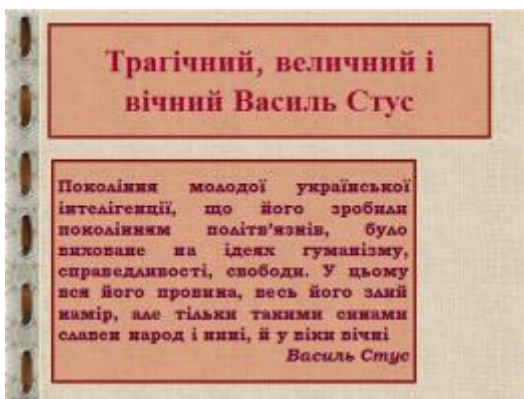 Трагічний, величний і
вічний Василь Стус
Покоління молодої української
інтелігенції, що його зробили
поколінням політв'язнів, було
виховане на ідеях гуманізму,
справедливості, свободи. У цьому
вся його провина, весь його злий
намір, але тільки такими синами
славен народ і нині, й у віки вічні
Василь Стус